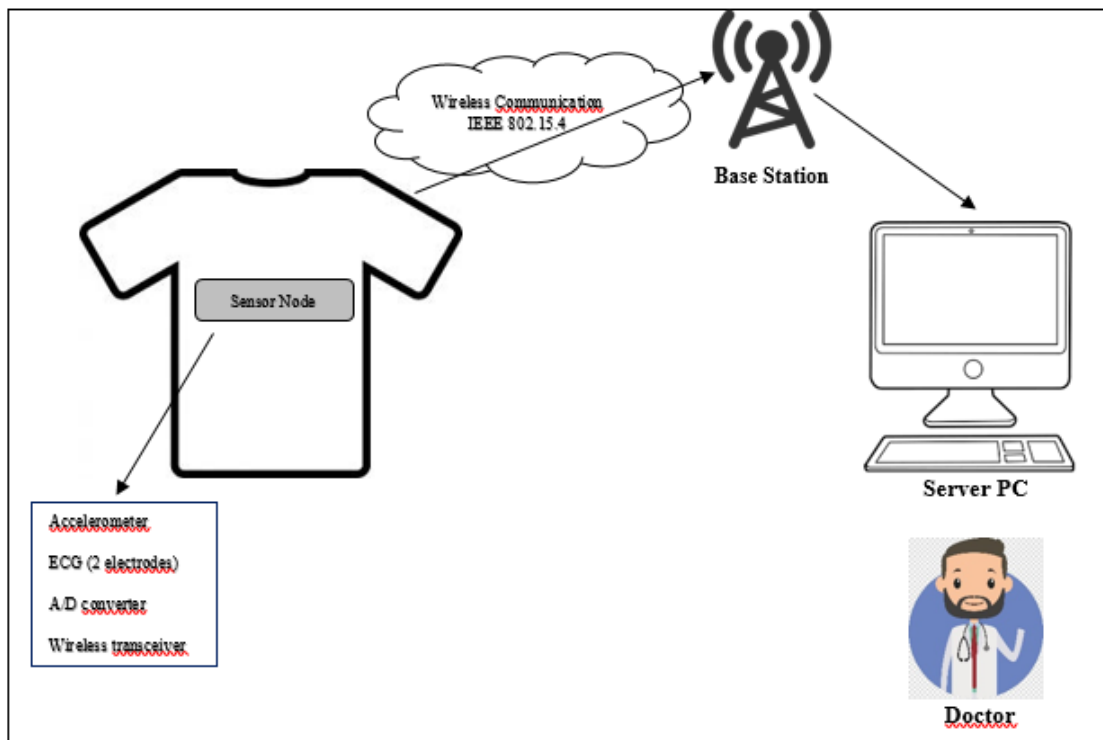 Wireless Communication
IEEE 802.15.4
Base Station
Sensor Node
Server PC
Accelerometer
ECG (2 electrodes)
A/D converter
Wireless transceiver
Doctor